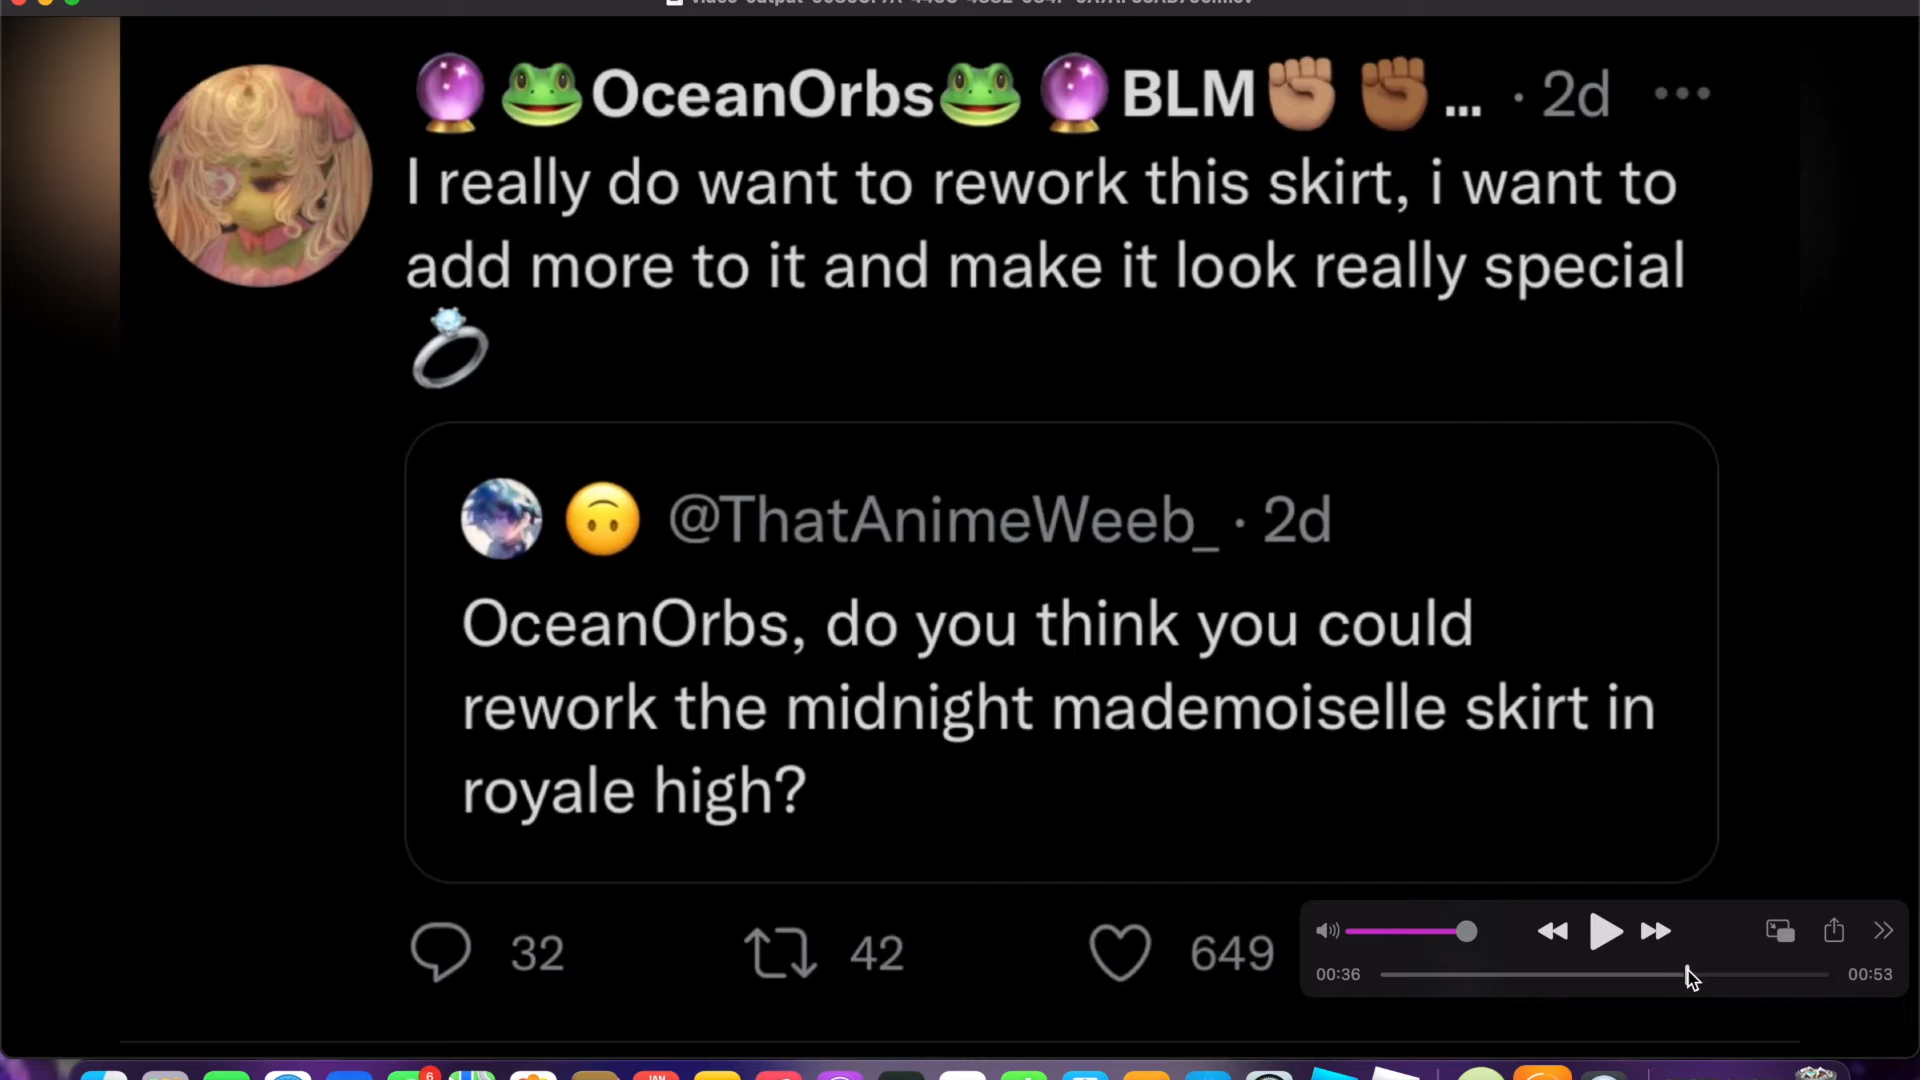 OceanOrbs BLM ... · 2d
I really do want to rework this skirt, i want to
add more to it and make it look really special
@ThatAnimeWeeb_ · 2d
OceanOrbs, do you think you could
rework the midnight mademoiselle skirt in
royale high?
32 42 649
00:36 00:53
6
JAN